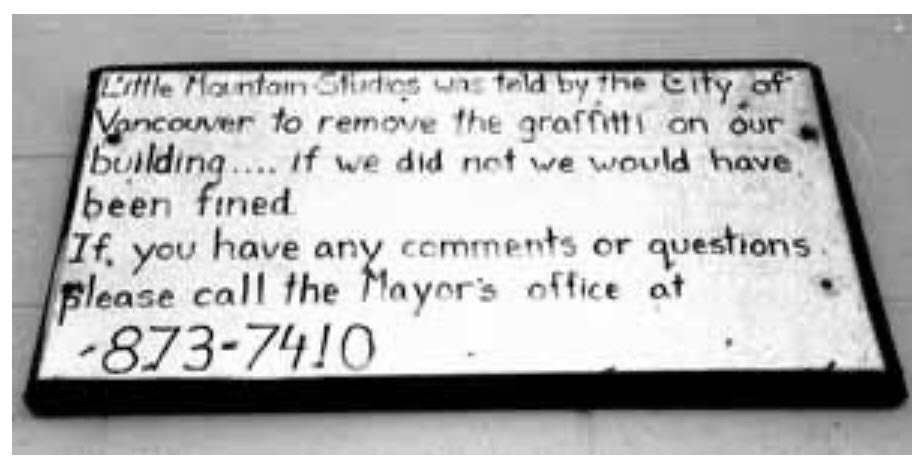 Little Mountain Studios was told by the City of
Vancouver to remove the graffitti on our
building.... if we did not we would have
been fined
If you have any comments or questions
please call the Mayor's office at
-873-7410